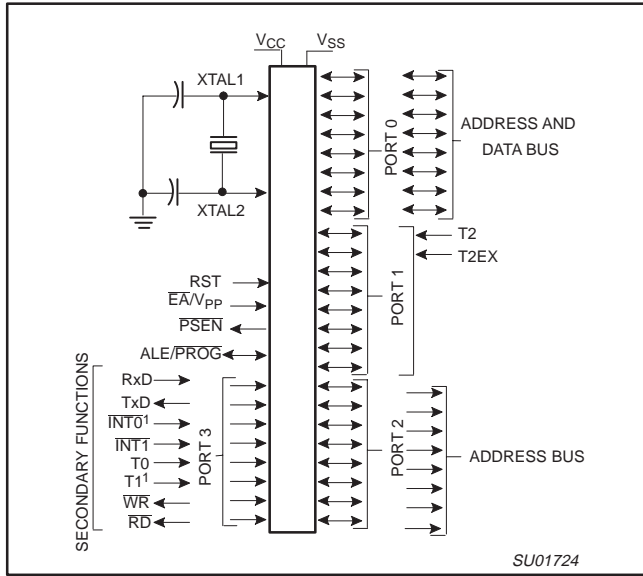 VCC VSS
XTAL1
XTAL2
PORT 0
ADDRESS AND
DATA BUS
T2
T2EX
PORT 1
RST
EA/VPP
PSEN
ALE/PROG
SECONDARY FUNCTIONS
RxD
TxD
INT0¹
INT1
T0
T1¹
WR
RD
PORT 3
PORT 2
ADDRESS BUS
SU01724